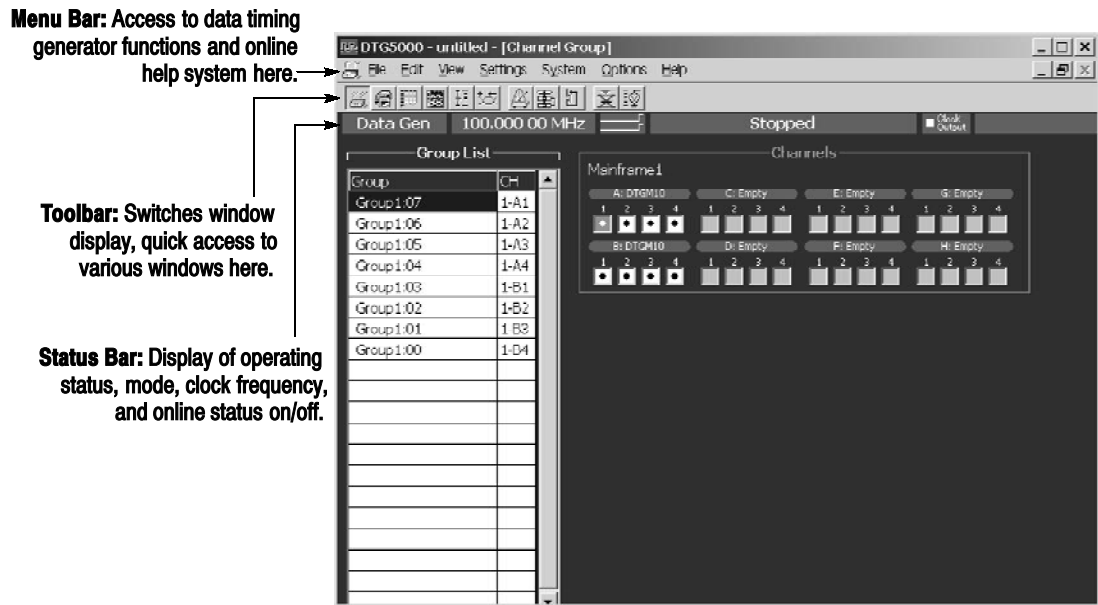 Menu Bar: Access to data timing
generator functions and online
help system here.
Toolbar: Switches window
display, quick access to
various windows here.
Status Bar: Display of operating
status, mode, clock frequency,
and online status on/off.
DTG5000 - untitled - [Channel Group]
File Edit View Settings System Options Help
Data Gen 100.000 00 MHz Stopped Clock Output
Group List
Group CH
Group1:07 1-A1
Group1:06 1-A2
Group1:05 1-A3
Group1:04 1-A4
Group1:03 1-B1
Group1:02 1-B2
Group1:01 1-B3
Group1:00 1-B4
Channels
Mainframe1
A: DTGM10 C: Empty E: Empty G: Empty
1 2 3 4 1 2 3 4 1 2 3 4 1 2 3 4
B: DTGM10 D: Empty F: Empty H: Empty
1 2 3 4 1 2 3 4 1 2 3 4 1 2 3 4